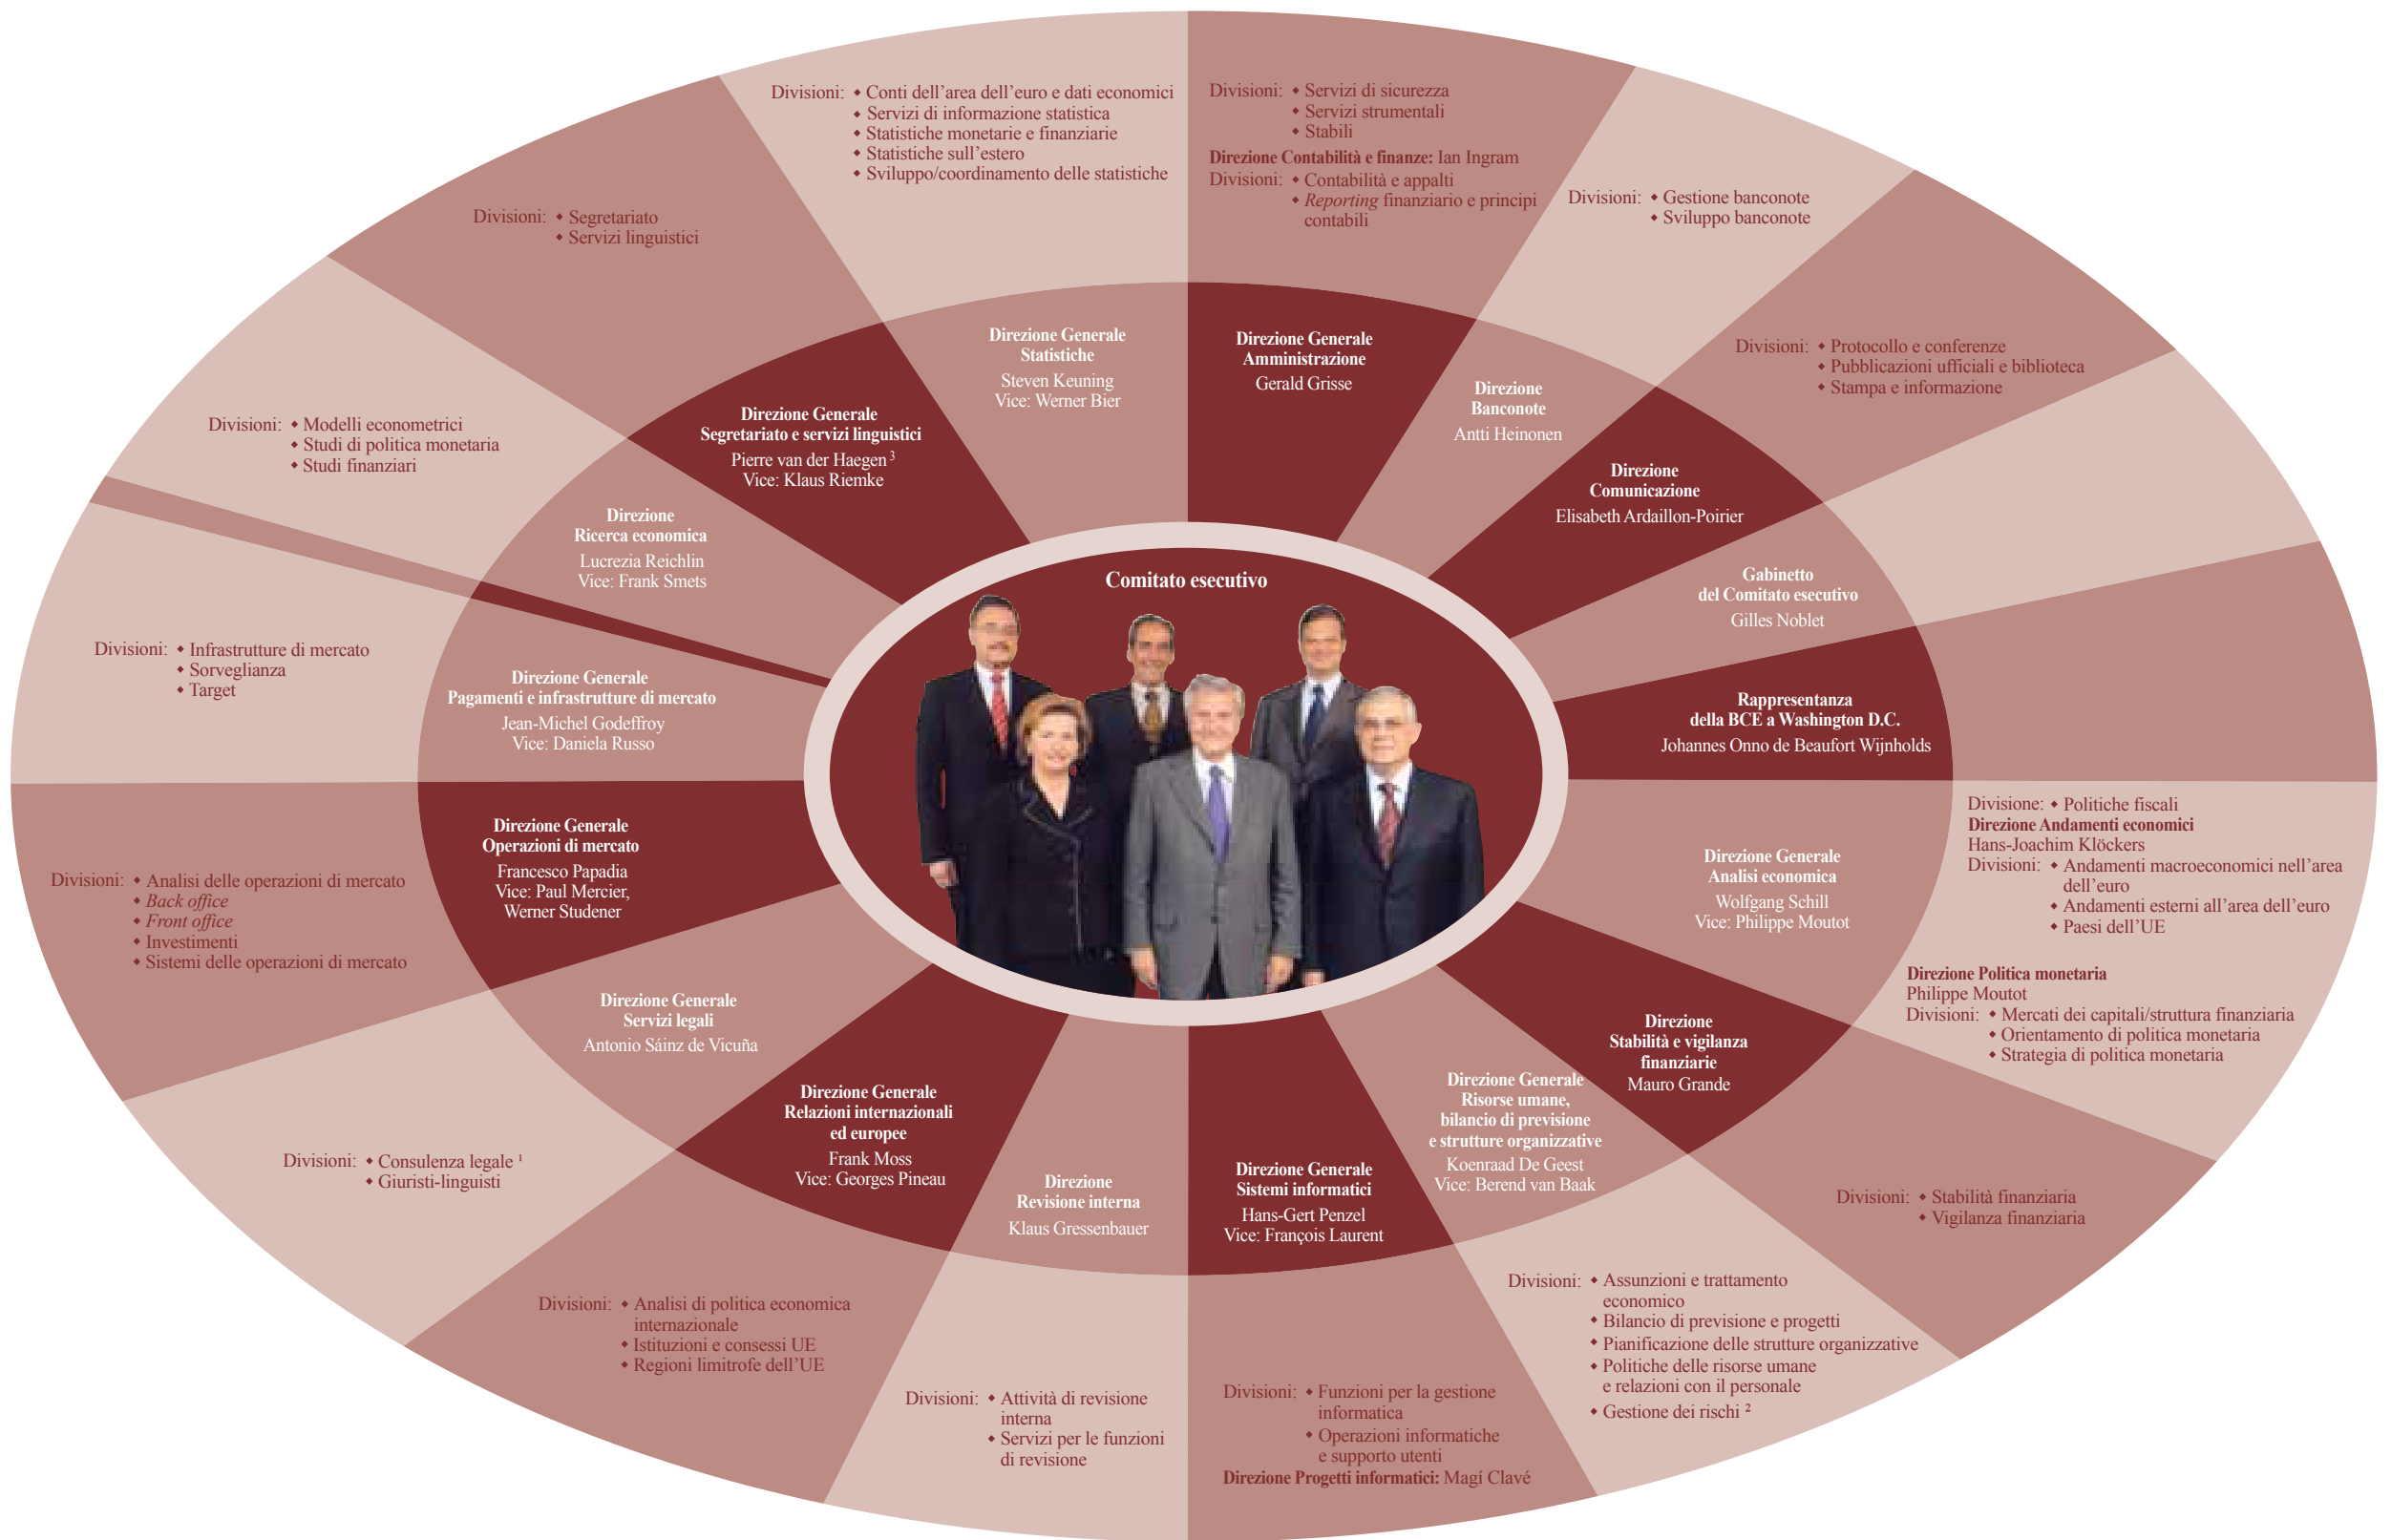 Comitato esecutivo
Divisioni: ◆ Servizi di sicurezza
◆ Servizi strumentali
◆ Stabili
Direzione Contabilità e finanze: Ian Ingram
Divisioni: ◆ Contabilità e appalti
◆ Reporting finanziario e principi
contabili
Direzione Generale
Amministrazione
Gerald Grisse
Divisioni: ◆ Gestione banconote
◆ Sviluppo banconote
Direzione
Banconote
Antti Heinonen
Divisioni: ◆ Protocollo e conferenze
◆ Pubblicazioni ufficiali e biblioteca
◆ Stampa e informazione
Direzione
Comunicazione
Elisabeth Ardaillon-Poirier
Gabinetto
del Comitato esecutivo
Gilles Noblet
Rappresentanza
della BCE a Washington D.C.
Johannes Onno de Beaufort Wijnholds
Direzione Generale
Analisi economica
Wolfgang Schill
Vice: Philippe Moutot
Divisione: ◆ Politiche fiscali
Direzione Andamenti economici
Hans-Joachim Klöckers
Divisioni: ◆ Andamenti macroeconomici nell'area
dell'euro
◆ Andamenti esterni all'area dell'euro
◆ Paesi dell'UE
Direzione Politica monetaria
Philippe Moutot
Divisioni: ◆ Mercati dei capitali/struttura finanziaria
◆ Orientamento di politica monetaria
◆ Strategia di politica monetaria
Direzione
Stabilità e vigilanza
finanziarie
Mauro Grande
Divisioni: ◆ Stabilità finanziaria
◆ Vigilanza finanziaria
Direzione Generale
Risorse umane,
bilancio di previsione
e strutture organizzative
Koenraad De Geest
Vice: Berend van Baak
Divisioni: ◆ Assunzioni e trattamento
economico
◆ Bilancio di previsione e progetti
◆ Pianificazione delle strutture organizzative
◆ Politiche delle risorse umane
e relazioni con il personale
◆ Gestione dei rischi ²
Direzione Generale
Sistemi informatici
Hans-Gert Penzel
Vice: François Laurent
Divisioni: ◆ Funzioni per la gestione
informatica
◆ Operazioni informatiche
e supporto utenti
Direzione Progetti informatici: Magí Clavé
Direzione
Revisione interna
Klaus Gressenbauer
Divisioni: ◆ Attività di revisione
interna
◆ Servizi per le funzioni
di revisione
Direzione Generale
Relazioni internazionali
ed europee
Frank Moss
Vice: Georges Pineau
Divisioni: ◆ Analisi di politica economica
internazionale
◆ Istituzioni e consessi UE
◆ Regioni limitrofe dell'UE
Direzione Generale
Servizi legali
Antonio Sáinz de Vicuña
Divisioni: ◆ Consulenza legale ¹
◆ Giuristi-linguisti
Direzione Generale
Operazioni di mercato
Francesco Papadia
Vice: Paul Mercier,
Werner Studener
Divisioni: ◆ Analisi delle operazioni di mercato
◆ Back office
◆ Front office
◆ Investimenti
◆ Sistemi delle operazioni di mercato
Direzione Generale
Pagamenti e infrastrutture di mercato
Jean-Michel Godeffroy
Vice: Daniela Russo
Divisioni: ◆ Infrastrutture di mercato
◆ Sorveglianza
◆ Target
Direzione
Ricerca economica
Lucrezia Reichlin
Vice: Frank Smets
Divisioni: ◆ Modelli econometrici
◆ Studi di politica monetaria
◆ Studi finanziari
Direzione Generale
Segretariato e servizi linguistici
Pierre van der Haegen ³
Vice: Klaus Riemke
Divisioni: ◆ Segretariato
◆ Servizi linguistici
Direzione Generale
Statistiche
Steven Keuning
Vice: Werner Bier
Divisioni: ◆ Conti dell'area dell'euro e dati economici
◆ Servizi di informazione statistica
◆ Statistiche monetarie e finanziarie
◆ Statistiche sull'estero
◆ Sviluppo/coordinamento delle statistiche